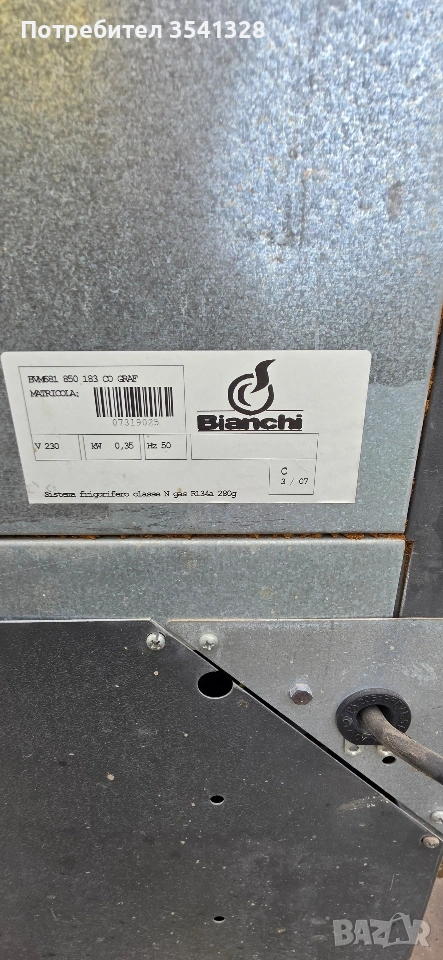 Потребител 3541328
BVM681 850 183 CO GRAF
MATRICOLA:
07319025
Bianchi
V 230 kW 0,35 Hz 50
C
3 / 07
Sistema frigorifero classe N gas R134a 280g
BAZAR